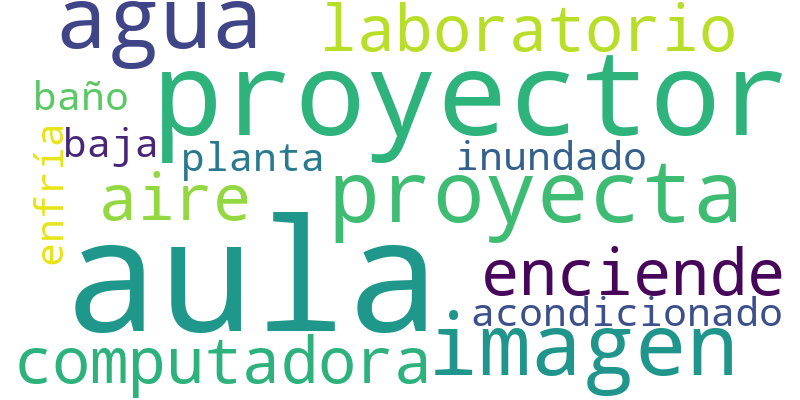 agua
laboratorio
proyector
baño
baja
planta
inundado
enfría
aire
proyecta
aula
enciende
acondicionado
imagen
computadora